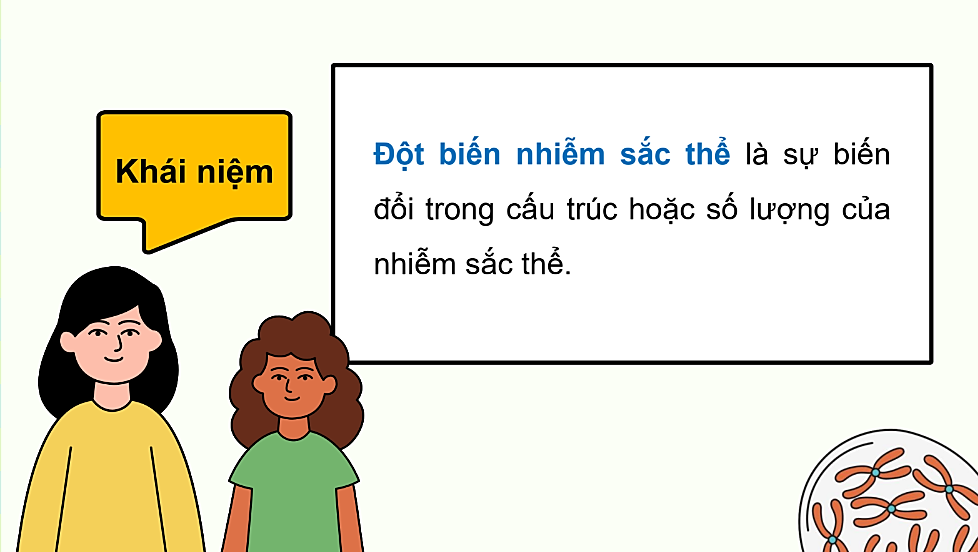 Khái niệm
Đột biến nhiễm sắc thể là sự biến
đổi trong cấu trúc hoặc số lượng của
nhiễm sắc thể.